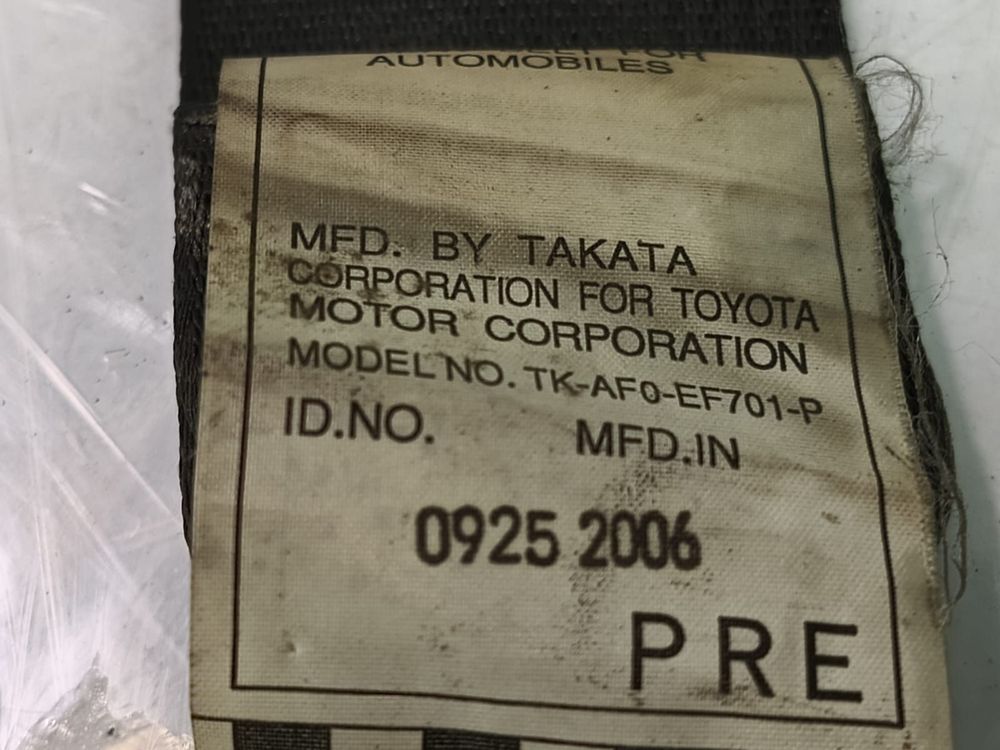 FOR
AUTOMOBILES
MFD. BY TAKATA
CORPORATION FOR TOYOTA
MOTOR CORPORATION
MODEL NO. TK-AF0-EF701-P
ID.NO. MFD.IN
0925 2006
PRE